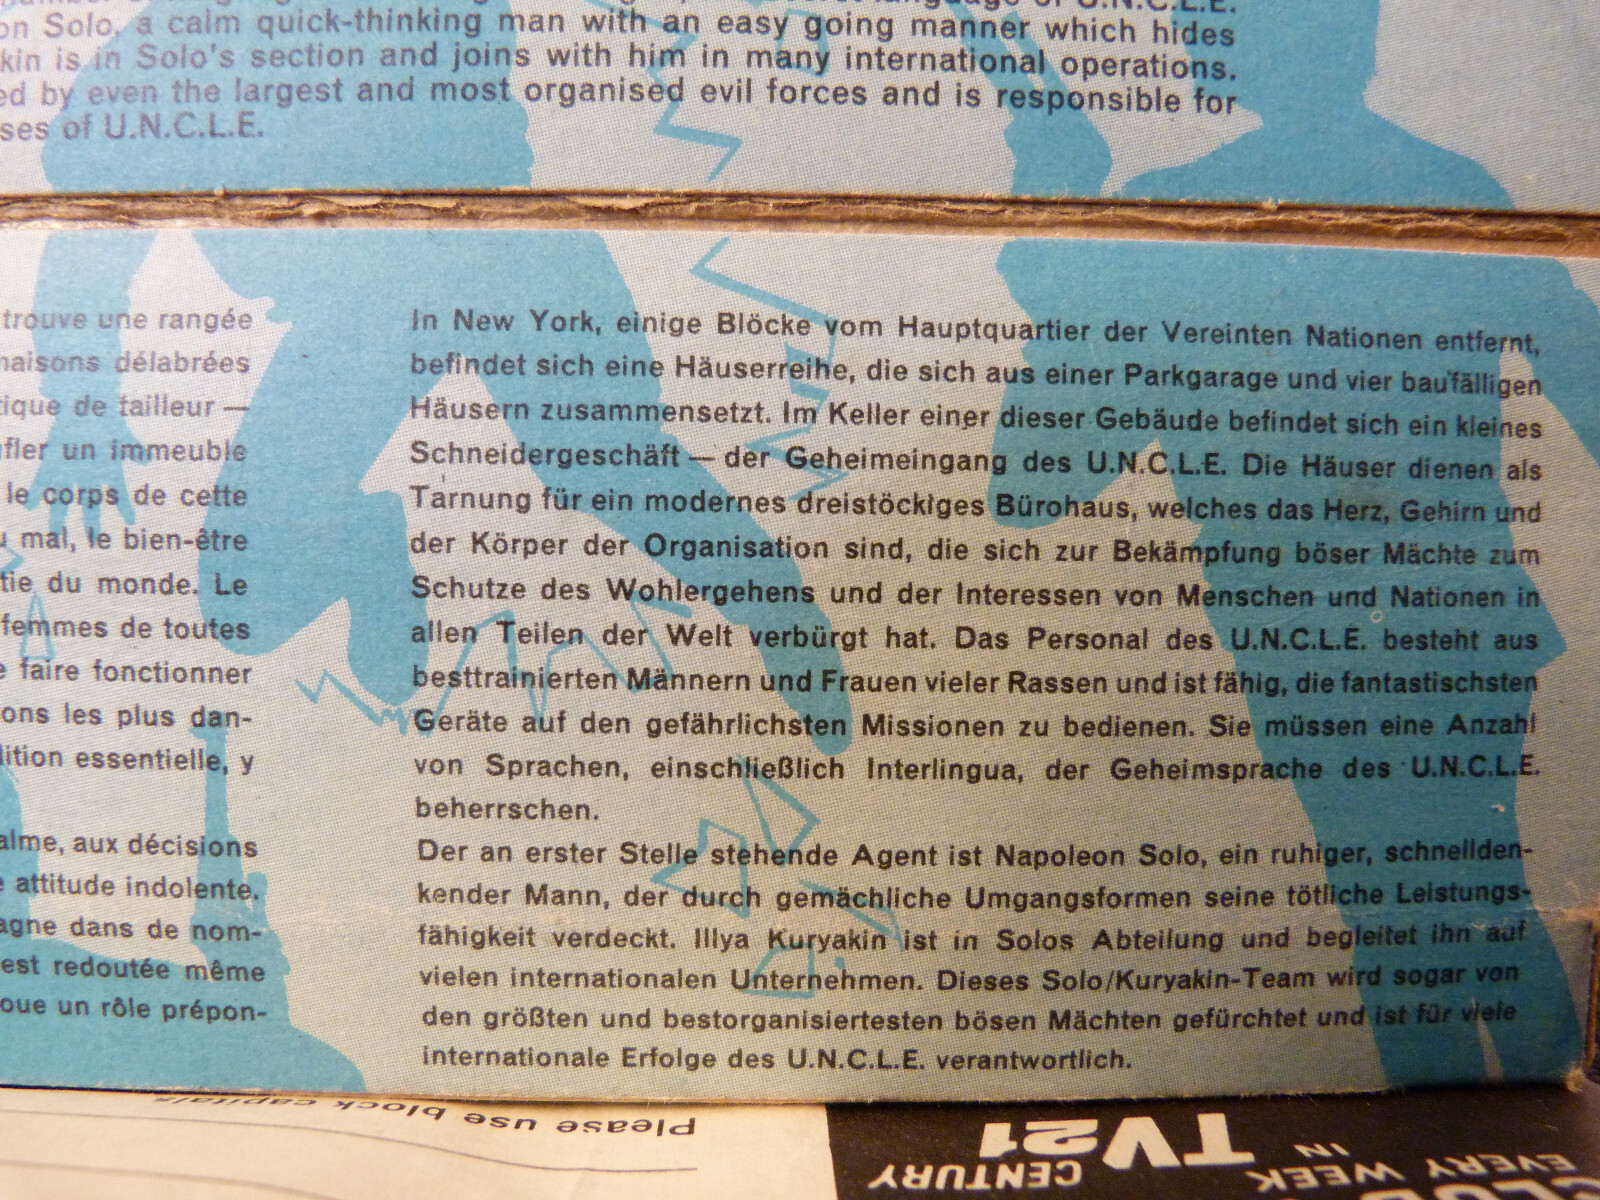 on Solo, a calm quick-thinking man with an easy going manner which hides
kin is in Solo's section and joins with him in many international operations.
ed by even the largest and most organised evil forces and is responsible for
ses of U.N.C.L.E.
trouve une rangée
maisons délabrées
tique de tailleur —
fler un immeuble
le corps de cette
u mal, le bien-être
tie du monde. Le
femmes de toutes
e faire fonctionner
ons les plus dan-
lition essentielle, y
alme, aux décisions
e attitude indolente.
agne dans de nom-
est redoutée même
oue un rôle prépon-
In New York, einige Blöcke vom Hauptquartier der Vereinten Nationen entfernt,
befindet sich eine Häuserreihe, die sich aus einer Parkgarage und vier baufälligen
Häusern zusammensetzt. Im Keller einer dieser Gebäude befindet sich ein kleines
Schneidergeschäft — der Geheimeingang des U.N.C.L.E. Die Häuser dienen als
Tarnung für ein modernes dreistöckiges Bürohaus, welches das Herz, Gehirn und
der Körper der Organisation sind, die sich zur Bekämpfung böser Mächte zum
Schutze des Wohlergehens und der Interessen von Menschen und Nationen in
allen Teilen der Welt verbürgt hat. Das Personal des U.N.C.L.E. besteht aus
besttrainierten Männern und Frauen vieler Rassen und ist fähig, die fantastischsten
Geräte auf den gefährlichsten Missionen zu bedienen. Sie müssen eine Anzahl
von Sprachen, einschließlich Interlingua, der Geheimsprache des U.N.C.L.E.
beherrschen.
Der an erster Stelle stehende Agent ist Napoleon Solo, ein ruhiger, schnellden-
kender Mann, der durch gemächliche Umgangsformen seine tötliche Leistungs-
fähigkeit verdeckt. Illya Kuryakin ist in Solos Abteilung und begleitet ihn auf
vielen internationalen Unternehmen. Dieses Solo/Kuryakin-Team wird sogar von
den größten und bestorganisiertesten bösen Mächten gefürchtet und ist für viele
internationale Erfolge des U.N.C.L.E. verantwortlich.
Please use block capitals
EVERY WEEK
IN
TV21
CENTURY